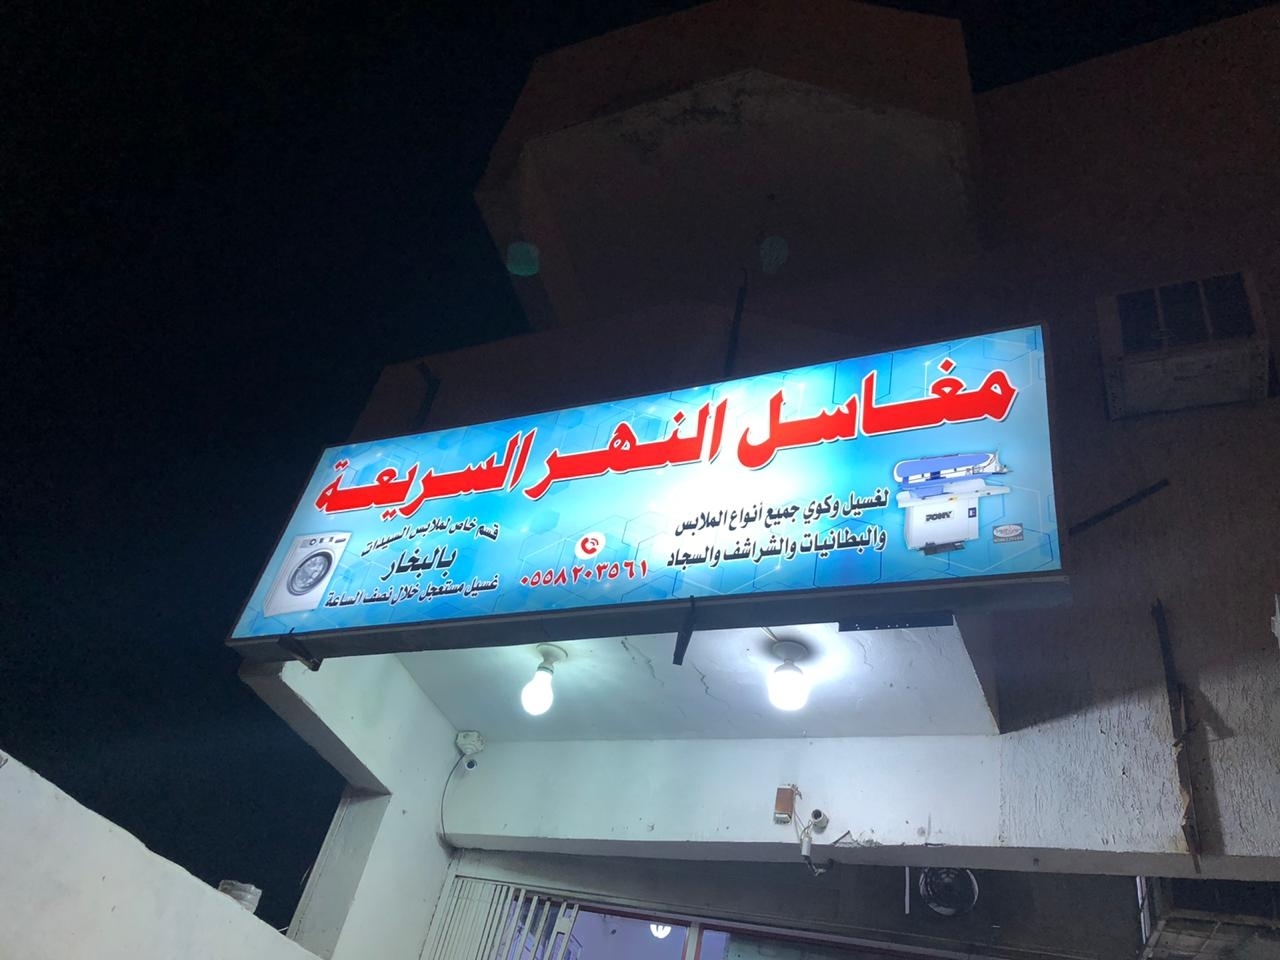 مغاسل النهر السريعة
لغسيل وكوي جميع أنواع الملابس
والبطانيات والشراشف والسجاد
٠٥٥٨٢٠٣٥٦١
قسم خاص لملابس السيدات
بالبخار
غسيل مستعجل خلال نصف الساعة
PONY